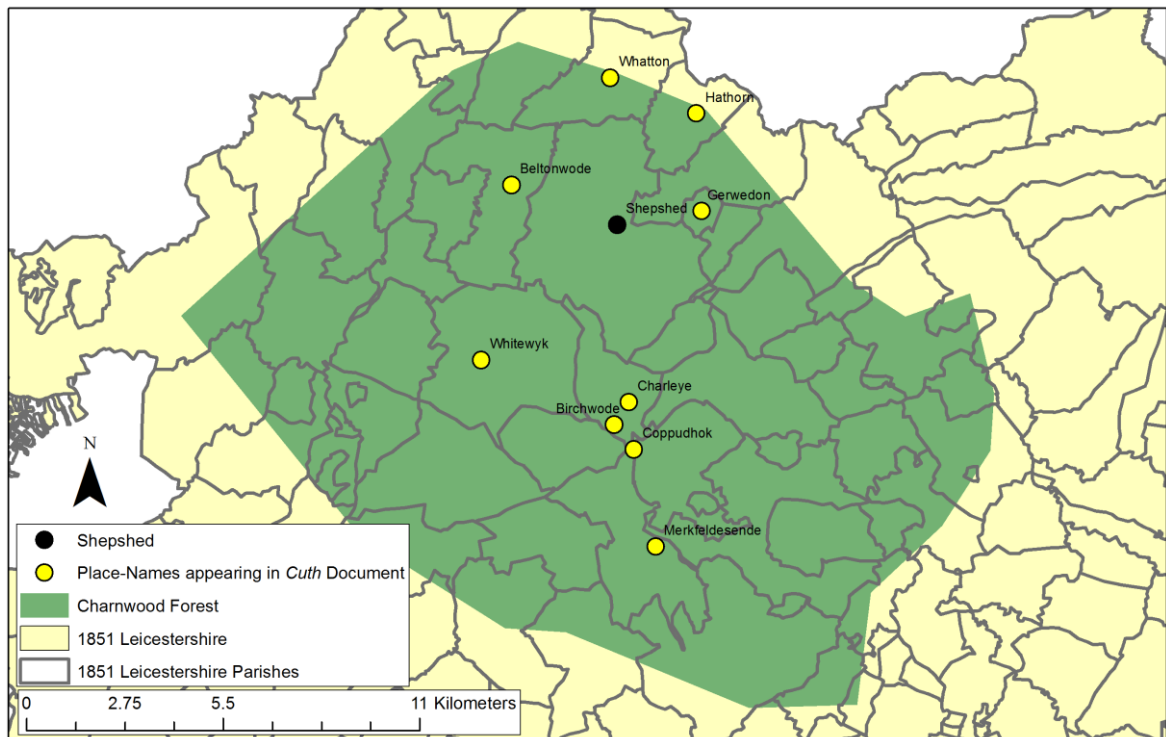 Whatton
Hathorn
Beltonwode
Gerwedon
Shepshed
Whitewyk
Charleye
Birchwode
Coppudhok
Merkfeldesende
N
Shepshed
Place-Names appearing in Cuth Document
Charnwood Forest
1851 Leicestershire
1851 Leicestershire Parishes
0 2.75 5.5 11 Kilometers